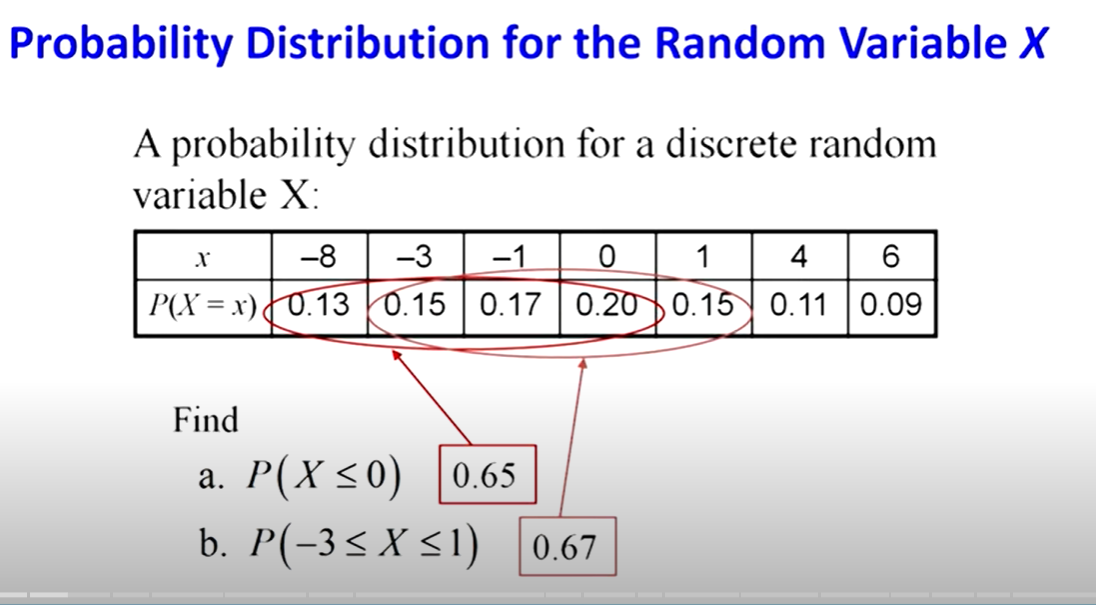 Probability Distribution for the Random Variable X
A probability distribution for a discrete random
variable X:
x –8 –3 –1 0 1 4 6
P(X = x) 0.13 0.15 0.17 0.20 0.15 0.11 0.09
Find
a. P(X ≤ 0) 0.65
b. P(–3 ≤ X ≤ 1) 0.67